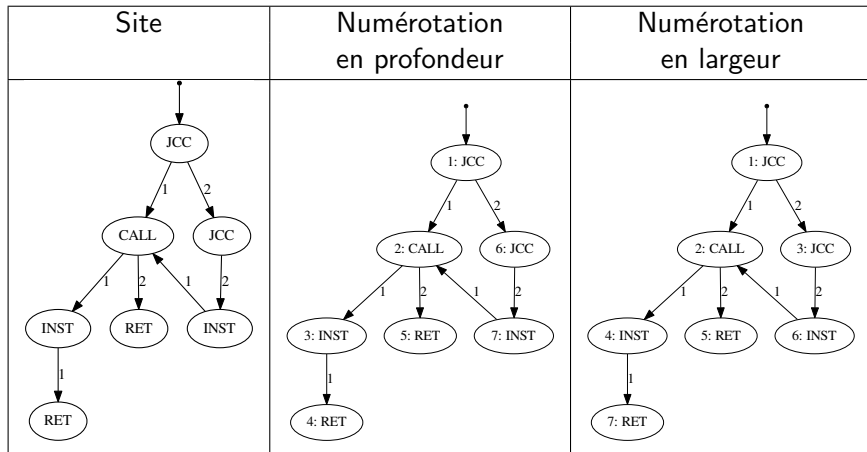 Site
Numérotation
en profondeur
Numérotation
en largeur
JCC
1
2
CALL
JCC
1
2
1
2
INST
RET
INST
1
RET
1: JCC
1
2
2: CALL
6: JCC
1
2
1
2
3: INST
5: RET
7: INST
1
4: RET
1: JCC
1
2
2: CALL
3: JCC
1
2
1
2
4: INST
5: RET
6: INST
1
7: RET